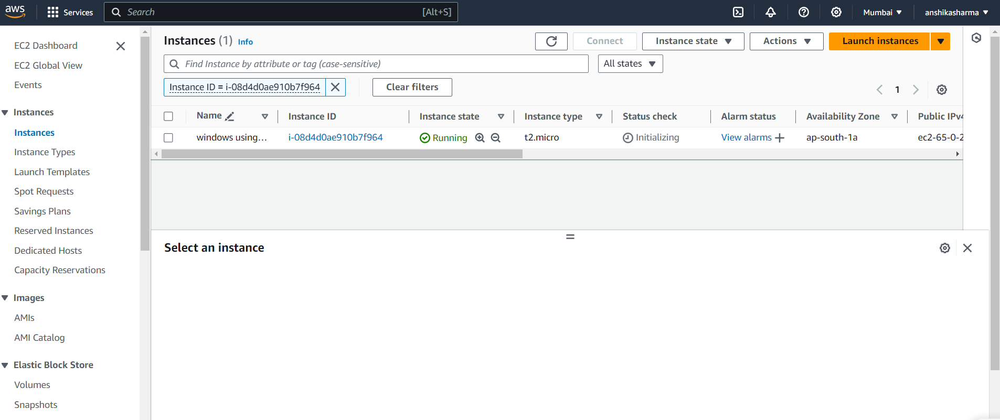 aws
Services
Search
[Alt+S]
Mumbai
anshikasharma
EC2 Dashboard
EC2 Global View
Events
Instances
Instances
Instance Types
Launch Templates
Spot Requests
Savings Plans
Reserved Instances
Dedicated Hosts
Capacity Reservations
Images
AMIs
AMI Catalog
Elastic Block Store
Volumes
Snapshots
Instances (1) Info
Connect
Instance state
Actions
Launch instances
Find Instance by attribute or tag (case-sensitive)
All states
Instance ID = i-08d4d0ae910b7f964
Clear filters
1
Name Instance ID Instance state Instance type Status check Alarm status Availability Zone Public IPv4
windows using... i-08d4d0ae910b7f964 Running t2.micro Initializing View alarms + ap-south-1a ec2-65-0-2
Select an instance